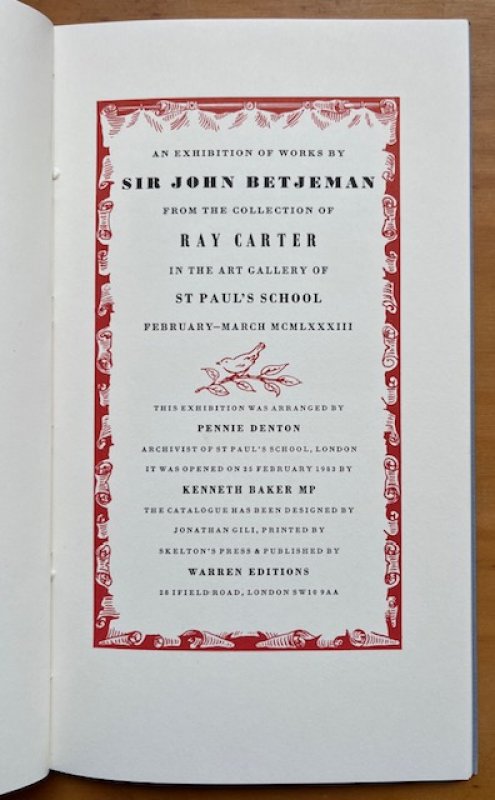 AN EXHIBITION OF WORKS BY
SIR JOHN BETJEMAN
FROM THE COLLECTION OF
RAY CARTER
IN THE ART GALLERY OF
ST PAUL'S SCHOOL
FEBRUARY–MARCH MCMLXXXIII
THIS EXHIBITION WAS ARRANGED BY
PENNIE DENTON
ARCHIVIST OF ST PAUL'S SCHOOL, LONDON
IT WAS OPENED ON 25 FEBRUARY 1983 BY
KENNETH BAKER MP
THE CATALOGUE HAS BEEN DESIGNED BY
JONATHAN GILI, PRINTED BY
SKELTON'S PRESS & PUBLISHED BY
WARREN EDITIONS
28 IFIELD ROAD, LONDON SW10 9AA